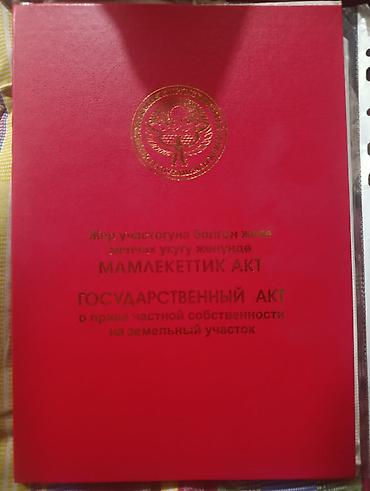 Жер участогуна болгон жеке
менчик укугу жөнүндө
МАМЛЕКЕТТИК АКТ
ГОСУДАРСТВЕННЫЙ АКТ
о праве частной собственности
на земельный участок